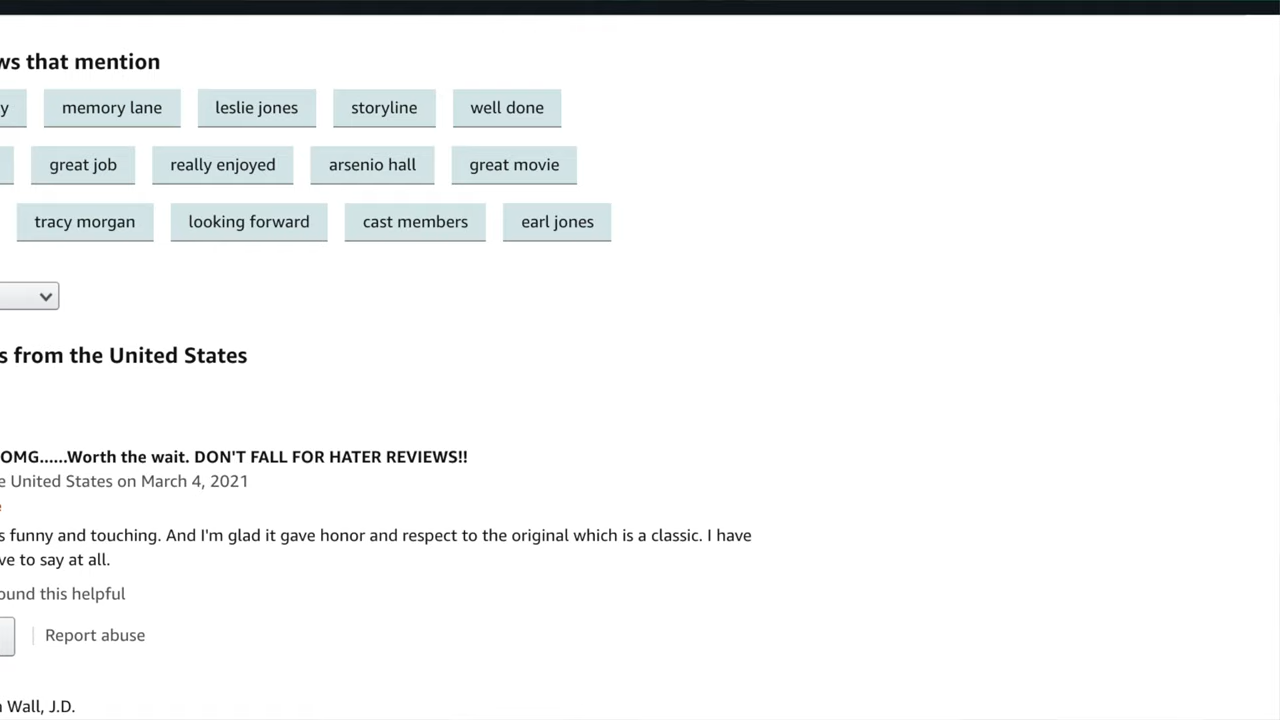 ws that mention
y memory lane leslie jones storyline well done
great job really enjoyed arsenio hall great movie
tracy morgan looking forward cast members earl jones
s from the United States
OMG......Worth the wait. DON'T FALL FOR HATER REVIEWS!!
e United States on March 4, 2021
e
s funny and touching. And I'm glad it gave honor and respect to the original which is a classic. I have
ve to say at all.
ound this helpful
Report abuse
n Wall, J.D.